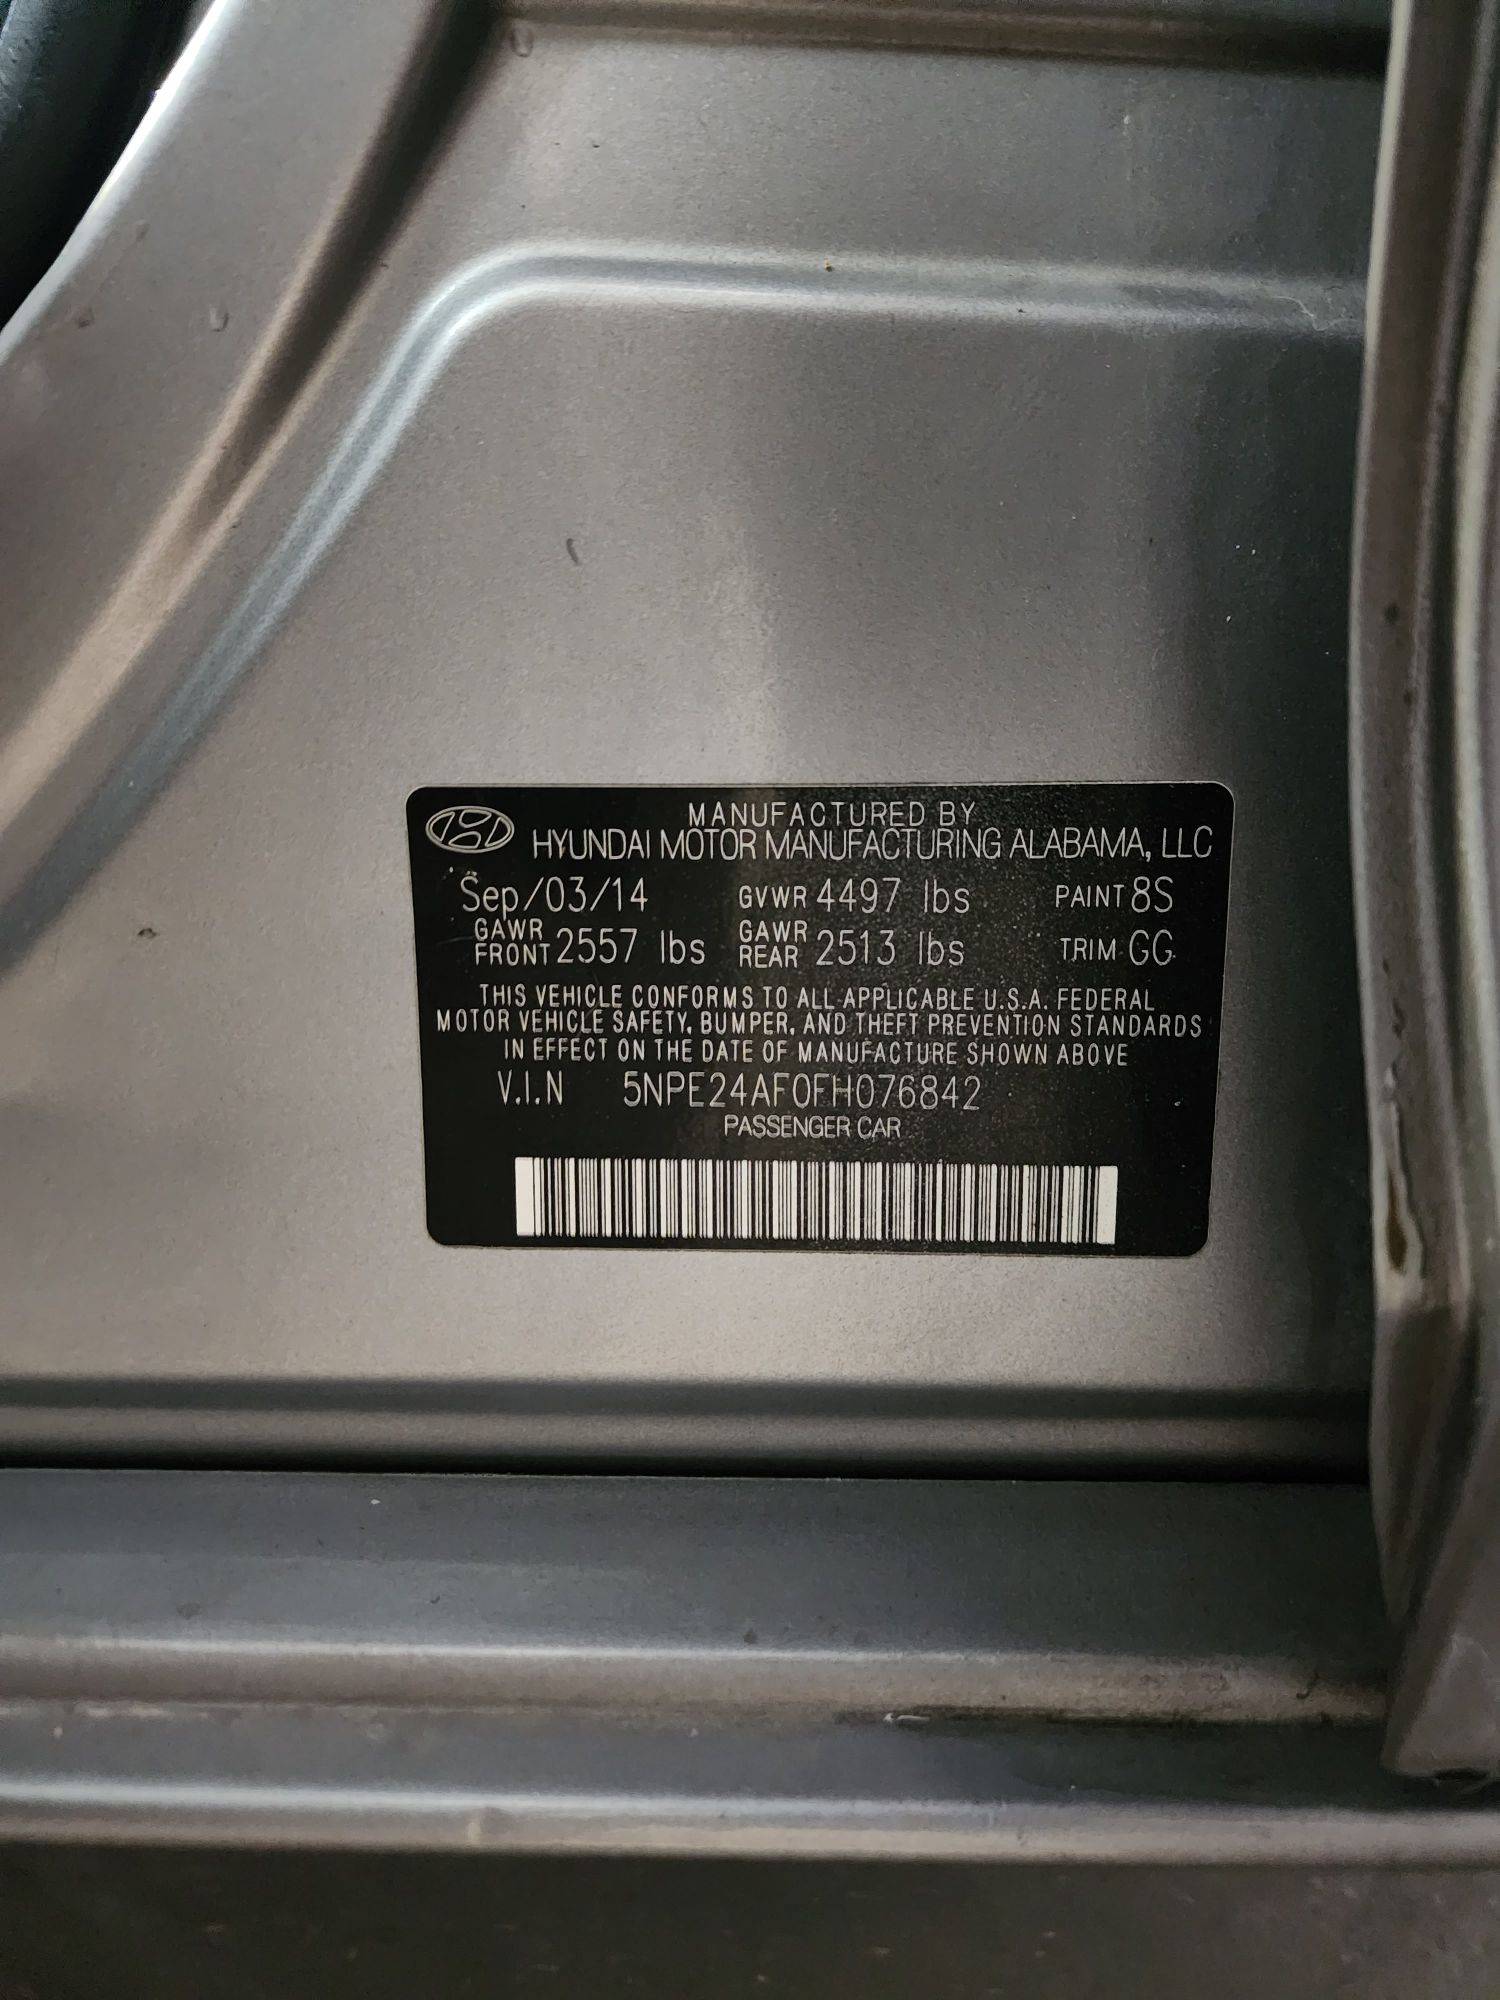 MANUFACTURED BY
HYUNDAI MOTOR MANUFACTURING ALABAMA, LLC
Sep/03/14 GVWR 4497 lbs PAINT 8S
GAWR FRONT 2557 lbs GAWR REAR 2513 lbs TRIM GG
THIS VEHICLE CONFORMS TO ALL APPLICABLE U.S.A. FEDERAL
MOTOR VEHICLE SAFETY, BUMPER, AND THEFT PREVENTION STANDARDS
IN EFFECT ON THE DATE OF MANUFACTURE SHOWN ABOVE
V.I.N 5NPE24AF0FH076842
PASSENGER CAR